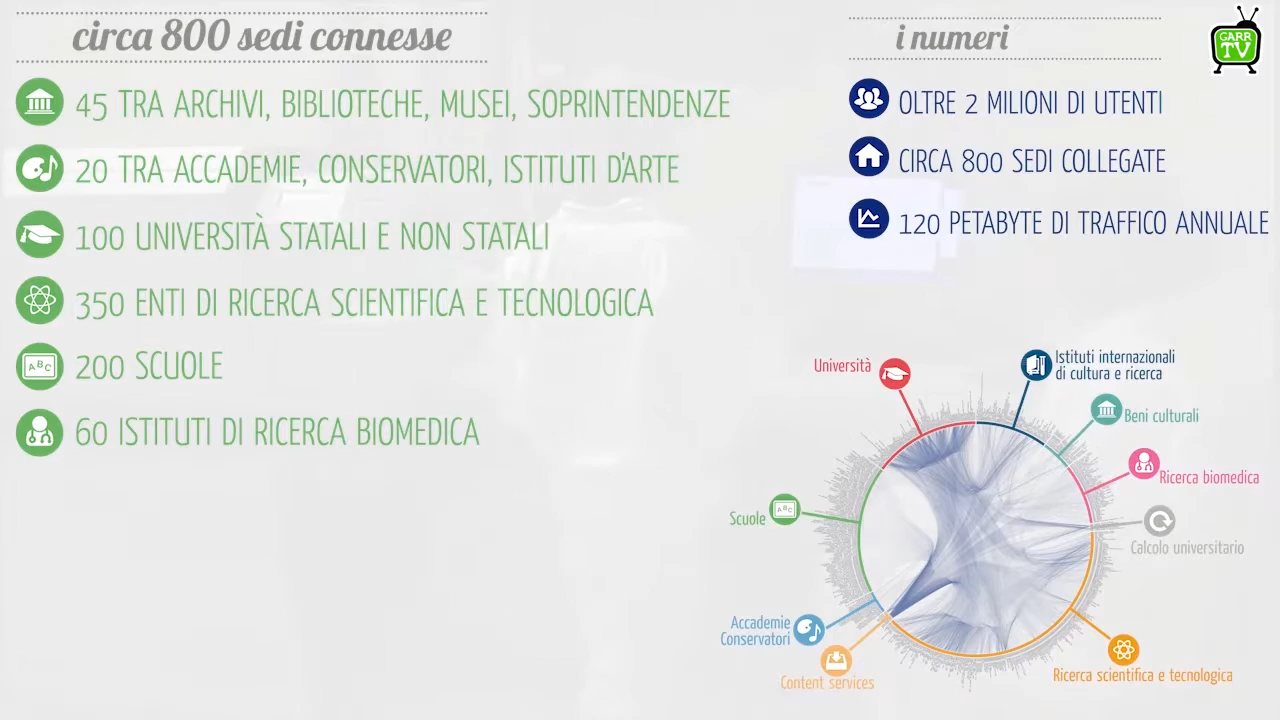 circa 800 sedi connesse
45 TRA ARCHIVI, BIBLIOTECHE, MUSEI, SOPRINTENDENZE
20 TRA ACCADEMIE, CONSERVATORI, ISTITUTI D'ARTE
100 UNIVERSITÀ STATALI E NON STATALI
350 ENTI DI RICERCA SCIENTIFICA E TECNOLOGICA
ABC
200 SCUOLE
60 ISTITUTI DI RICERCA BIOMEDICA
i numeri
GARR
TV
OLTRE 2 MILIONI DI UTENTI
CIRCA 800 SEDI COLLEGATE
120 PETABYTE DI TRAFFICO ANNUALE
Università
Istituti internazionali
di cultura e ricerca
Beni culturali
Ricerca biomedica
Calcolo universitario
Scuole
ABC
Accademie
Conservatori
Content services
Ricerca scientifica e tecnologica